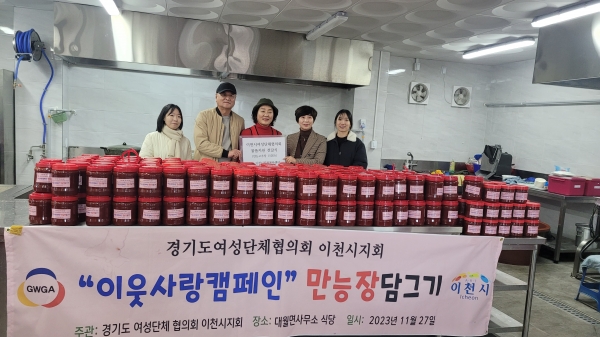 경기도여성단체협의회 이천시지회
GWGA
“이웃사랑캠페인” 만능장담그기
이천시
Icheon
주관: 경기도 여성단체 협의회 이천시지회 장소: 대월면사무소 식당 일시: 2023년 11월 27일